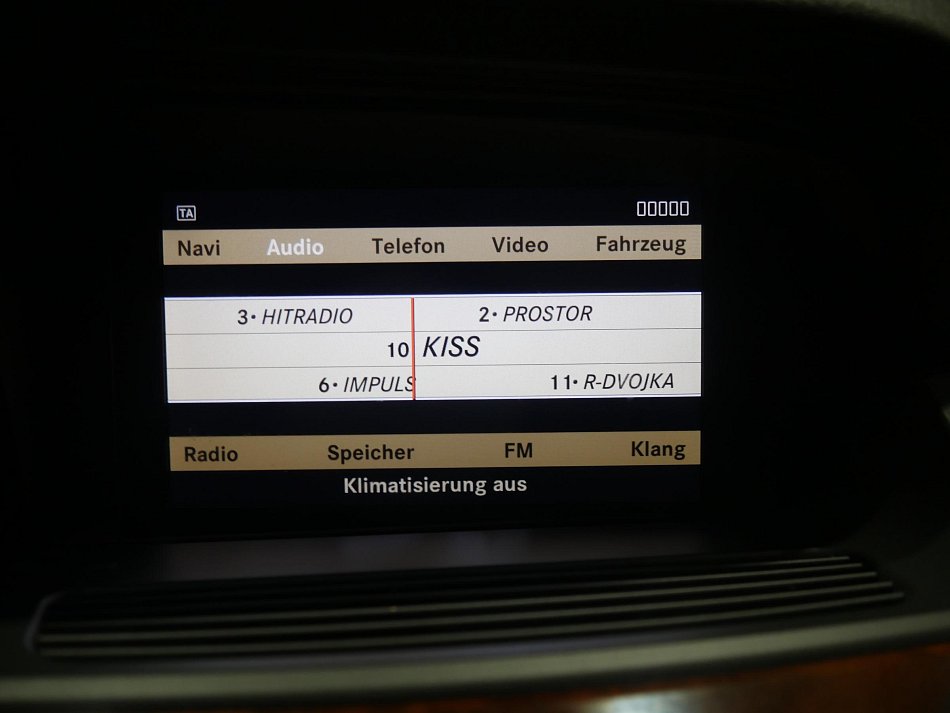 TA
Navi Audio Telefon Video Fahrzeug
3• HITRADIO 2• PROSTOR
10 KISS
6• IMPULS 11• R-DVOJKA
Radio Speicher FM Klang
Klimatisierung aus